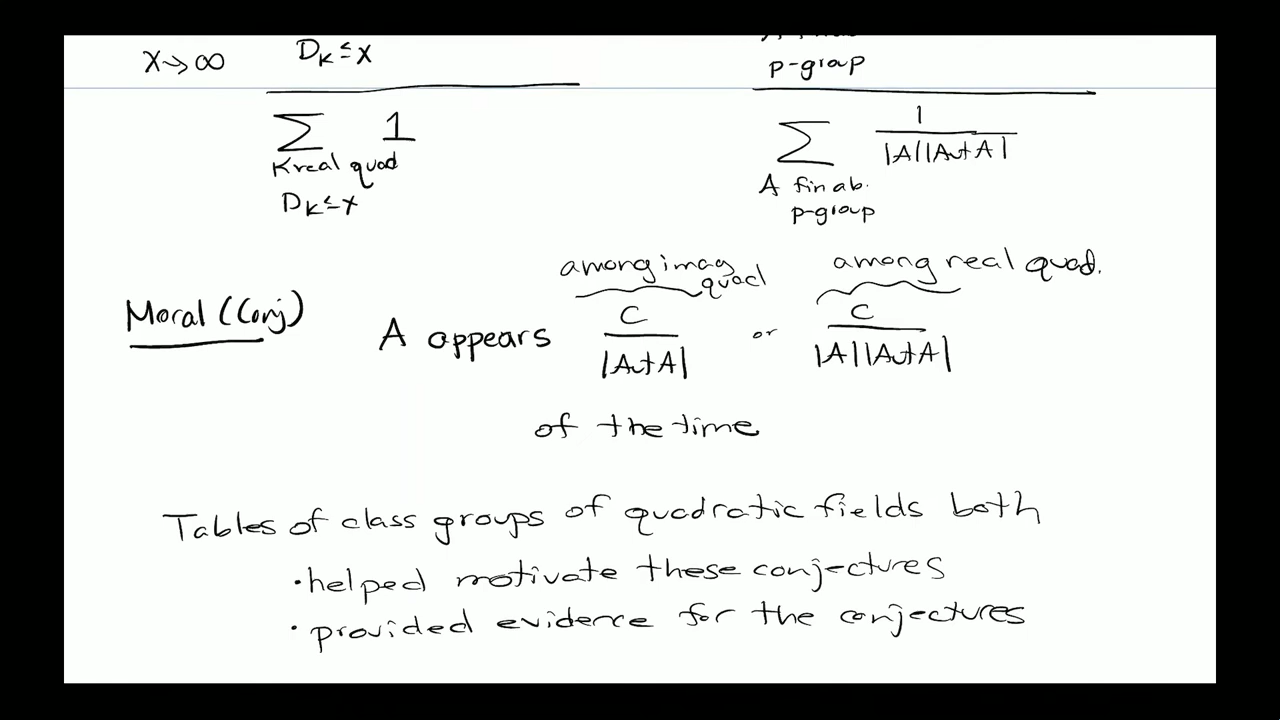 x→∞
D_K ≤ X
p-group
∑ 1
K real quad
D_K ≤ X
∑ 1/(|A||Aut A|)
A fin ab.
p-group
Moral (Conj)
A appears
among imag quad
C/|Aut A|
or
among real quad.
C/(|A||Aut A|)
of the time
Tables of class groups of quadratic fields both
• helped motivate these conjectures
• provided evidence for the conjectures